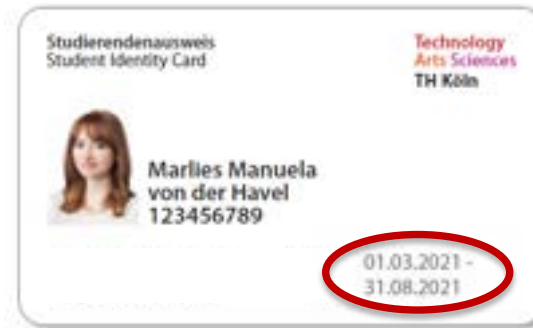 Studierendenausweis
Student Identity Card
Technology
Arts Sciences
TH Köln
Marlies Manuela
von der Havel
123456789
01.03.2021 -
31.08.2021